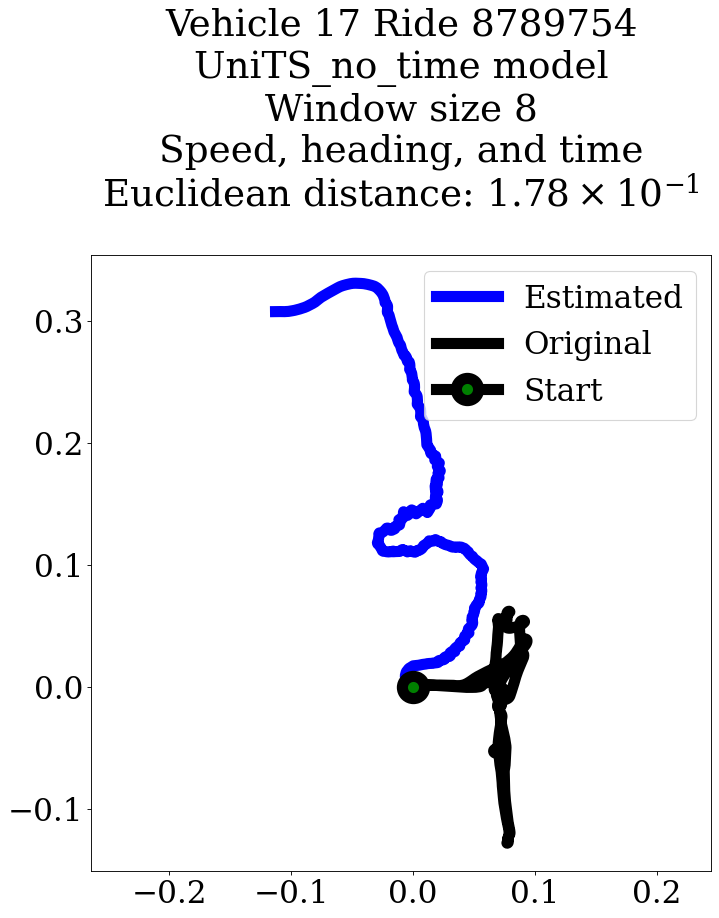 Vehicle 17 Ride 8789754
UniTS_no_time model
Window size 8
Speed, heading, and time
Euclidean distance: 1.78 × 10⁻¹
Estimated
Original
Start
0.3
0.2
0.1
0.0
−0.1
−0.2 −0.1 0.0 0.1 0.2